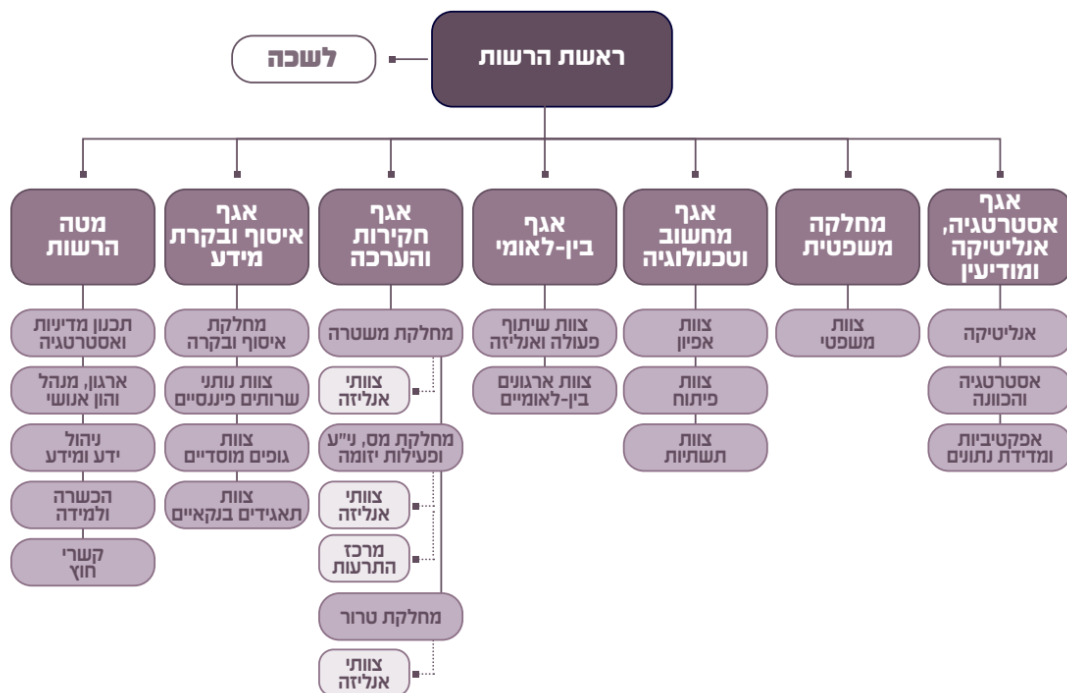 ראשת הרשות
לשכה
אגף
אסטרטגיה,
אנליטיקה
ומודיעין
אנליטיקה
אסטרטגיה
והכוונה
אפקטיביות
ומדידת נתונים
מחלקה
משפטית
צוות
משפטי
אגף
מחשוב
וטכנולוגיה
צוות
אפיון
צוות
פיתוח
צוות
תשתיות
אגף
בין-לאומי
צוות שיתוף
פעולה ואנליזה
צוות ארגונים
בין-לאומיים
אגף
חקירות
והערכה
מחלקת משטרה
צוותי
אנליזה
מחלקת מס, ני״ע
ופעילות יזומה
צוותי
אנליזה
מרכז
התרעות
מחלקת טרור
צוותי
אנליזה
אגף
איסוף ובקרת
מידע
מחלקת
איסוף ובקרה
צוות נותני
שרותים פיננסיים
צוות
גופים מוסדיים
צוות
תאגידים בנקאיים
מטה
הרשות
תכנון מדיניות
ואסטרטגיה
ארגון, מנהל
והון אנושי
ניהול
ידע ומידע
הכשרה
ולמידה
קשרי
חוץ